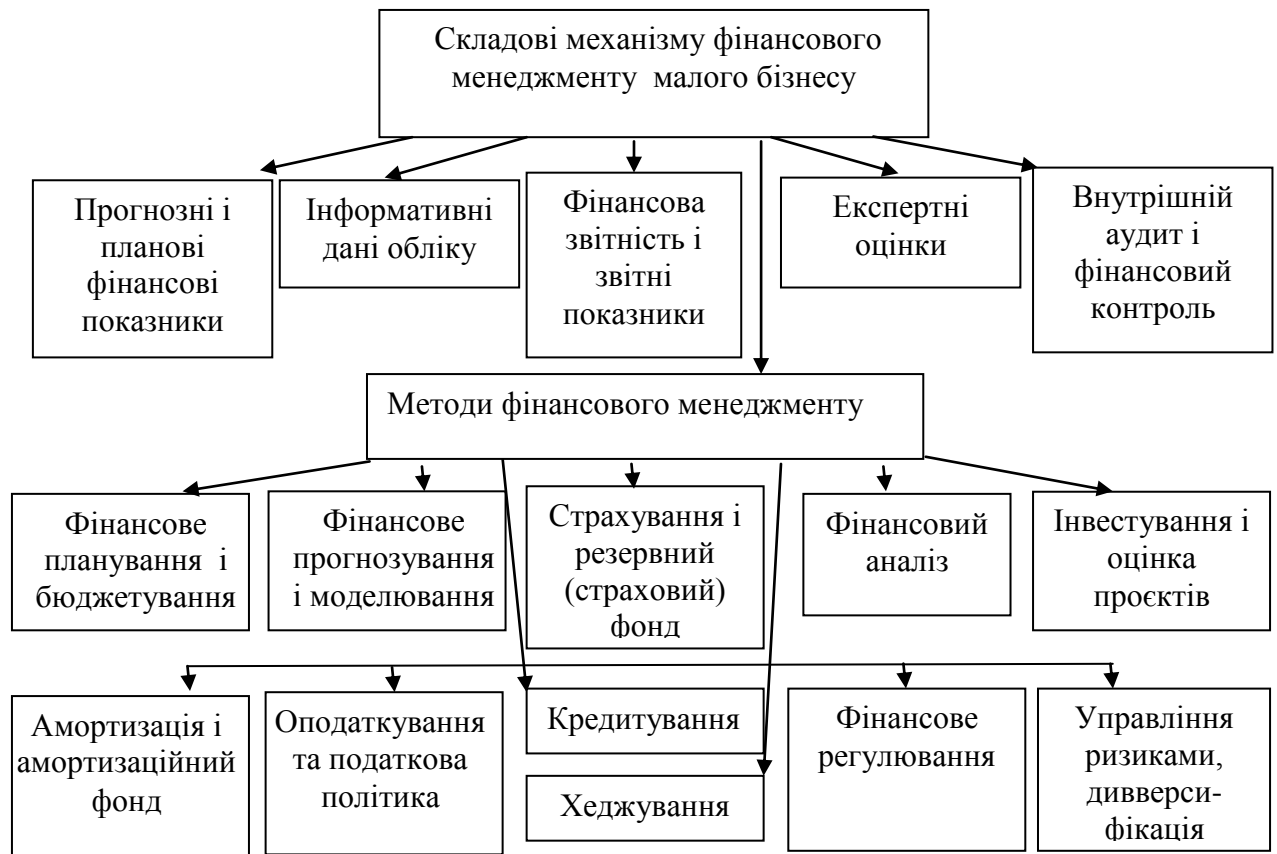 Складові механізму фінансового
менеджменту малого бізнесу
Прогнозні і
планові
фінансові
показники
Інформативні
дані обліку
Фінансова
звітність і
звітні
показники
Експертні
оцінки
Внутрішній
аудит і
фінансовий
контроль
Методи фінансового менеджменту
Фінансове
планування і
бюджетування
Фінансове
прогнозування
і моделювання
Страхування і
резервний
(страховий)
фонд
Фінансовий
аналіз
Інвестування і
оцінка
проєктів
Амортизація і
амортизаційний
фонд
Оподаткування
та податкова
політика
Кредитування
Хеджування
Фінансове
регулювання
Управління
ризиками,
дивверси-
фікація